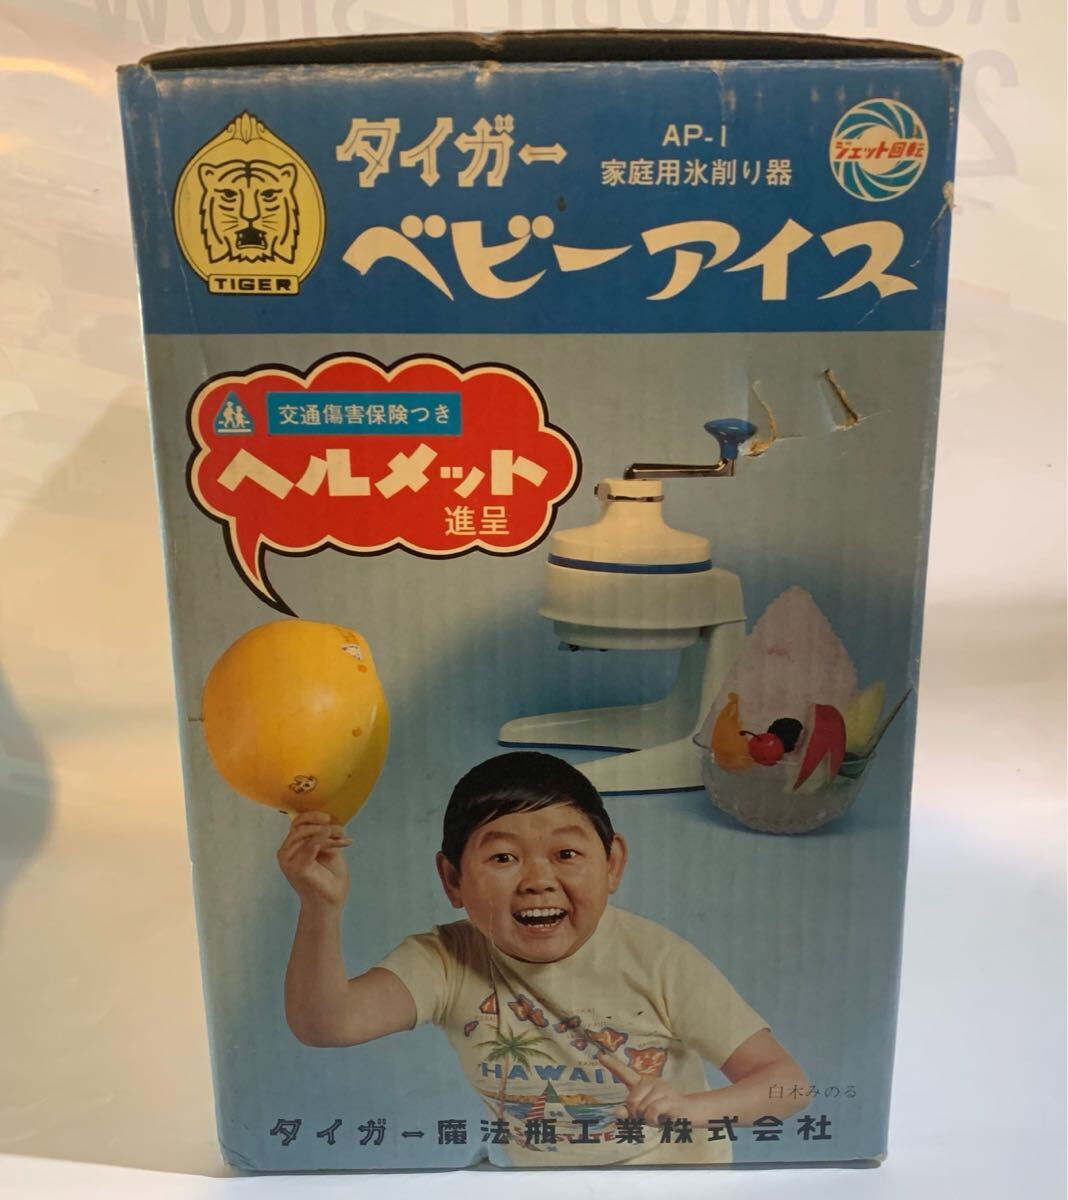 タイガー
AP-1
家庭用氷削り器
ジェット回転
ベビーアイス
TIGER
交通傷害保険つき
ヘルメット
進呈
HAWAII
白木みのる
タイガー魔法瓶工業株式会社